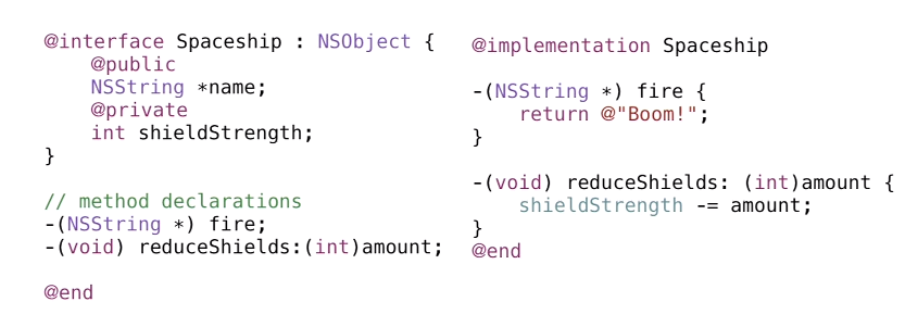 @interface Spaceship : NSObject {
    @public
    NSString *name;
    @private
    int shieldStrength;
}

// method declarations
-(NSString *) fire;
-(void) reduceShields:(int)amount;

@end

@implementation Spaceship

-(NSString *) fire {
    return @"Boom!";
}

-(void) reduceShields: (int)amount {
    shieldStrength -= amount;
}
@end